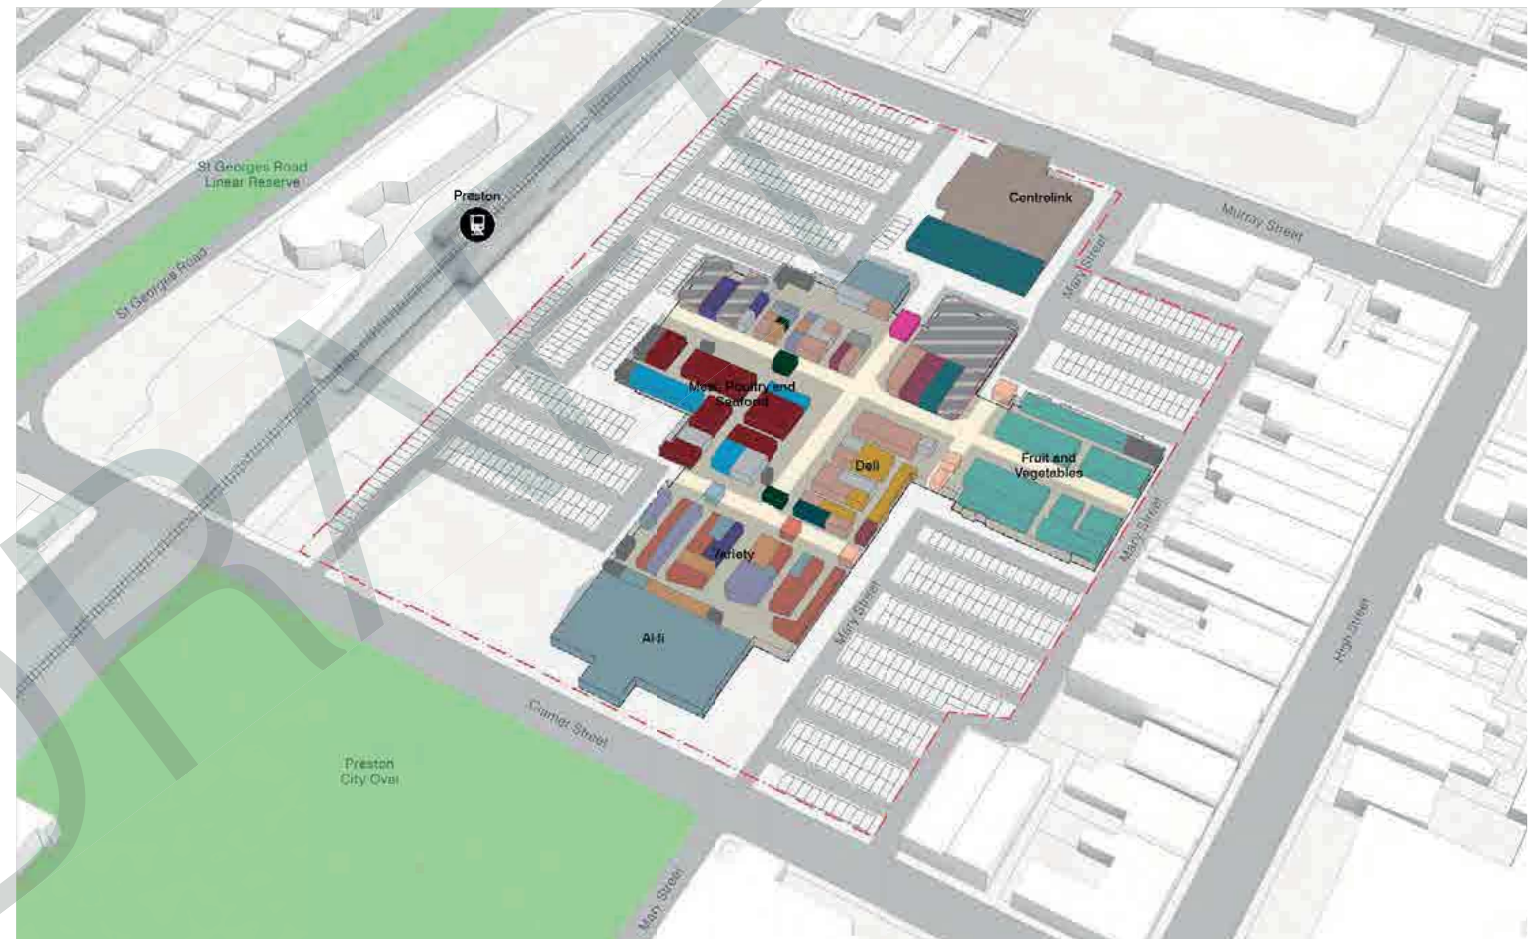 St Georges Road
Linear Reserve
Preston
Centrelink
Murray Street
Mary Street
St Georges Road
Meat, Poultry and
Seafood
Deli
Fruit and
Vegetables
Mary Street
Variety
Mary Street
Aldi
High Street
Cramer Street
Preston
City Oval
Mary Street
DRAFT